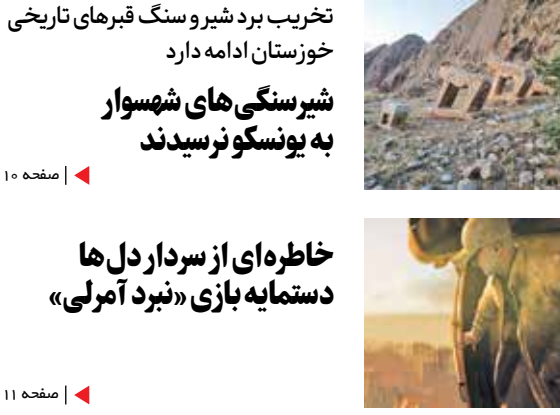 تخریب برد شیر و سنگ قبرهای تاریخی
خوزستان ادامه دارد
شیرسنگی‌های شهسوار
به یونسکو نرسیدند
صفحه ۱۰ |
خاطره‌ای از سردار دل‌ها
دستمایه بازی «نبرد آمرلی»
صفحه ۱۱ |